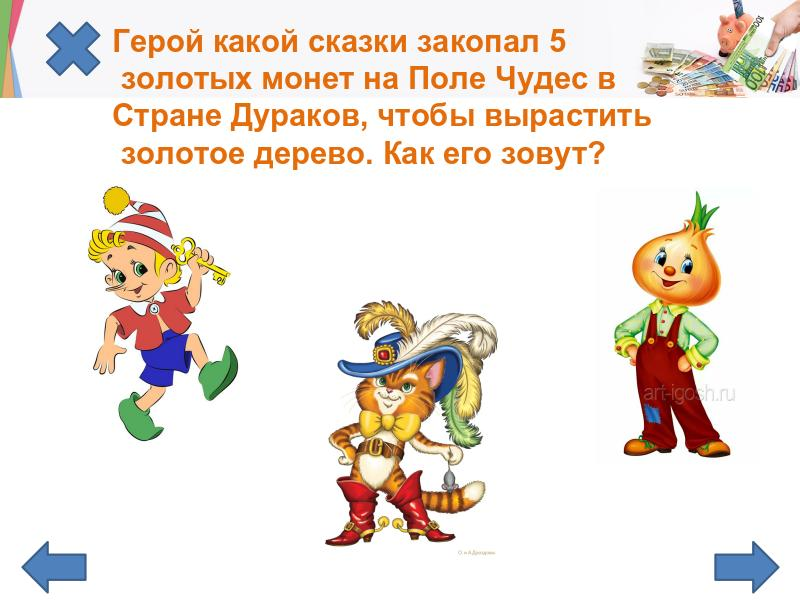 Герой какой сказки закопал 5
золотых монет на Поле Чудес в
Стране Дураков, чтобы вырастить
золотое дерево. Как его зовут?
art-igosh.ru